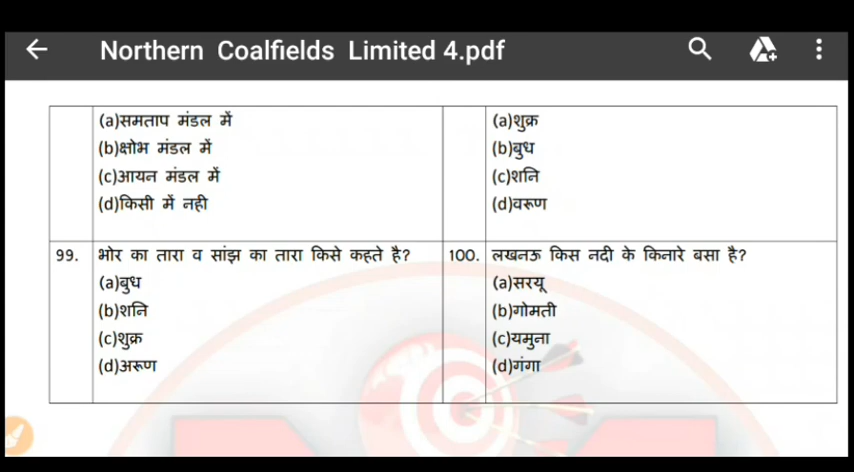 Northern Coalfields Limited 4.pdf
(a)समताप मंडल में
(b)क्षोभ मंडल में
(c)आयन मंडल में
(d)किसी में नही
(a)शुक्र
(b)बुध
(c)शनि
(d)वरूण
99. भोर का तारा व सांझ का तारा किसे कहते है?
(a)बुध
(b)शनि
(c)शुक्र
(d)अरूण
100. लखनऊ किस नदी के किनारे बसा है?
(a)सरयू
(b)गोमती
(c)यमुना
(d)गंगा